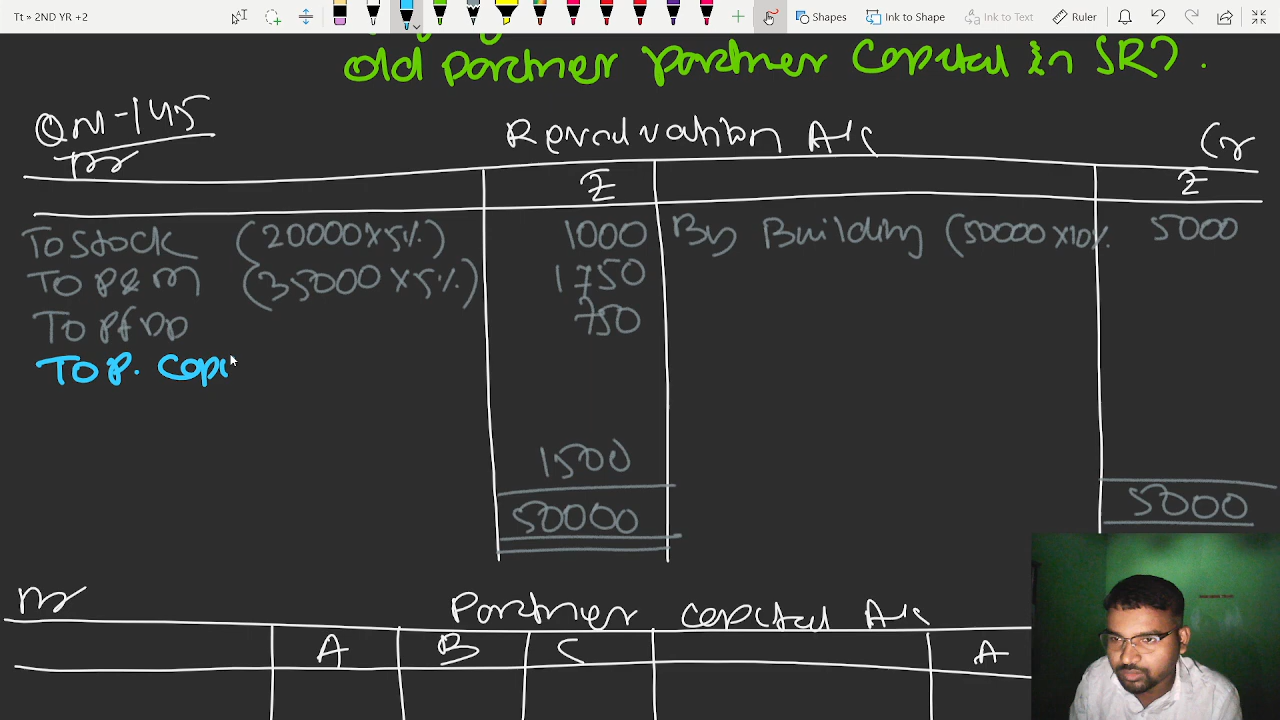 Tt » 2ND YR +2
Shapes Ink to Shape Ink to Text Ruler
old partner partner capital in SR) .
QN-145
Dr Revaluation A/c Cr
₹ ₹
To Stock (20000×5%) 1000 By Building (50000×10%. 5000
To P&M (35000×5%) 1750
To PfDD 750
To P. Capi
1500
50000 5000
Dr Partner capital A/c
A B C A